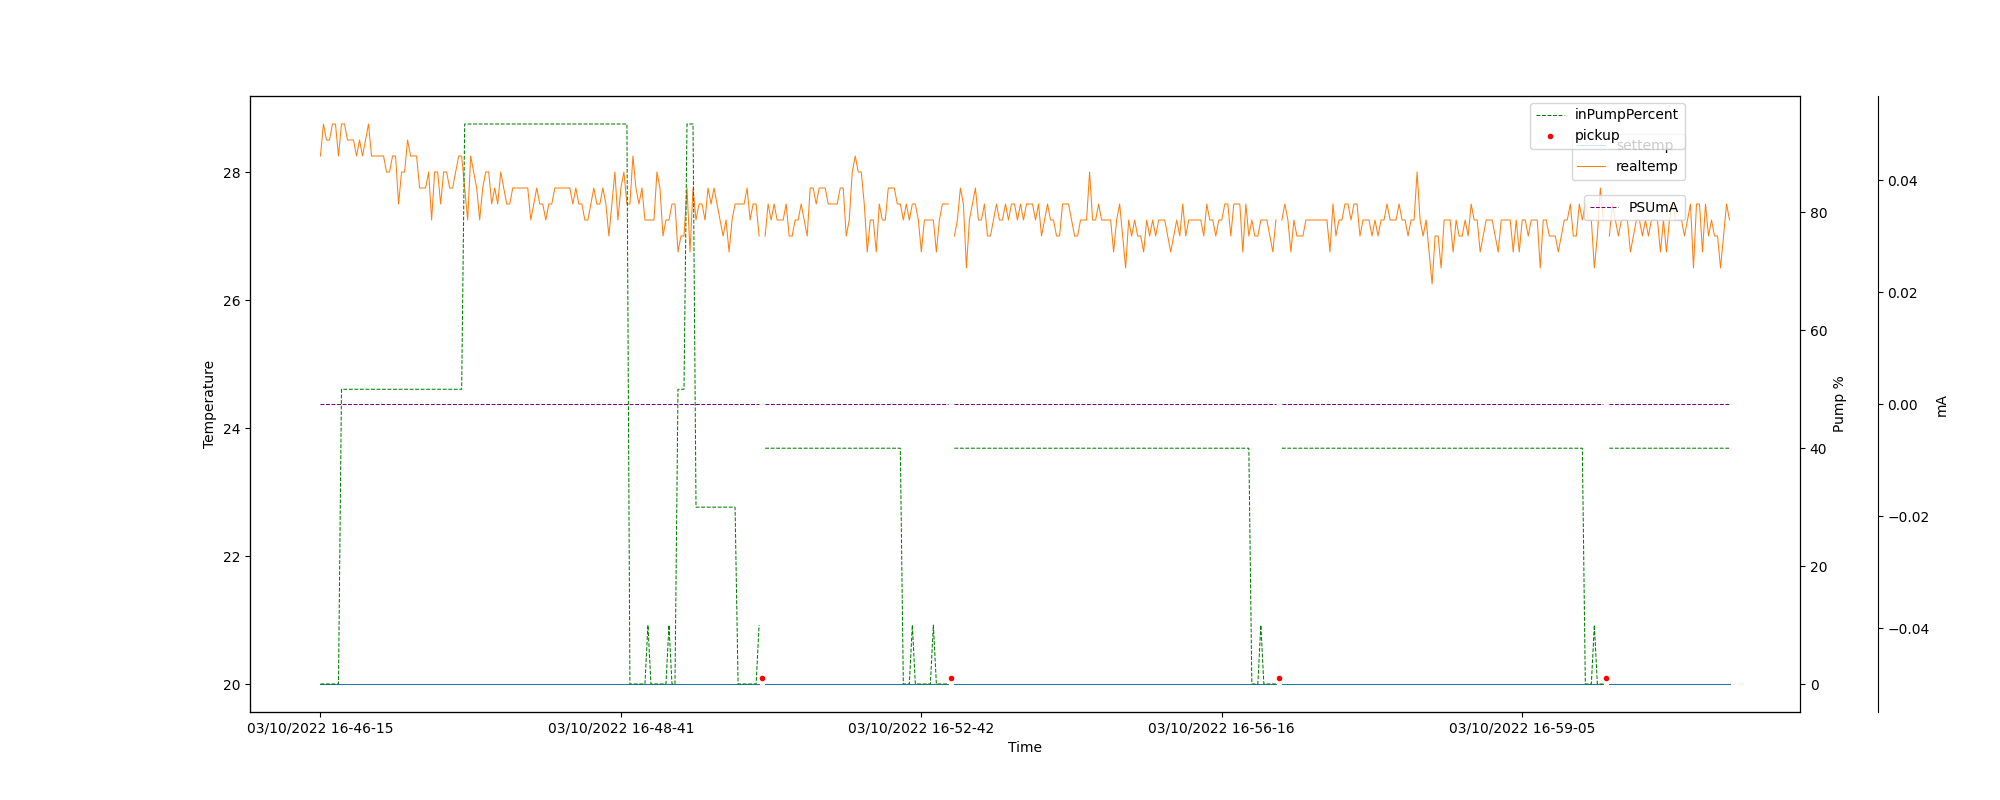 inPumpPercent
pickup
settemp
realtemp
PSUmA
28
26
24
22
20
Temperature
80
60
40
20
0
Pump %
0.04
0.02
0.00
−0.02
−0.04
mA
03/10/2022 16-46-15
03/10/2022 16-48-41
03/10/2022 16-52-42
03/10/2022 16-56-16
03/10/2022 16-59-05
Time